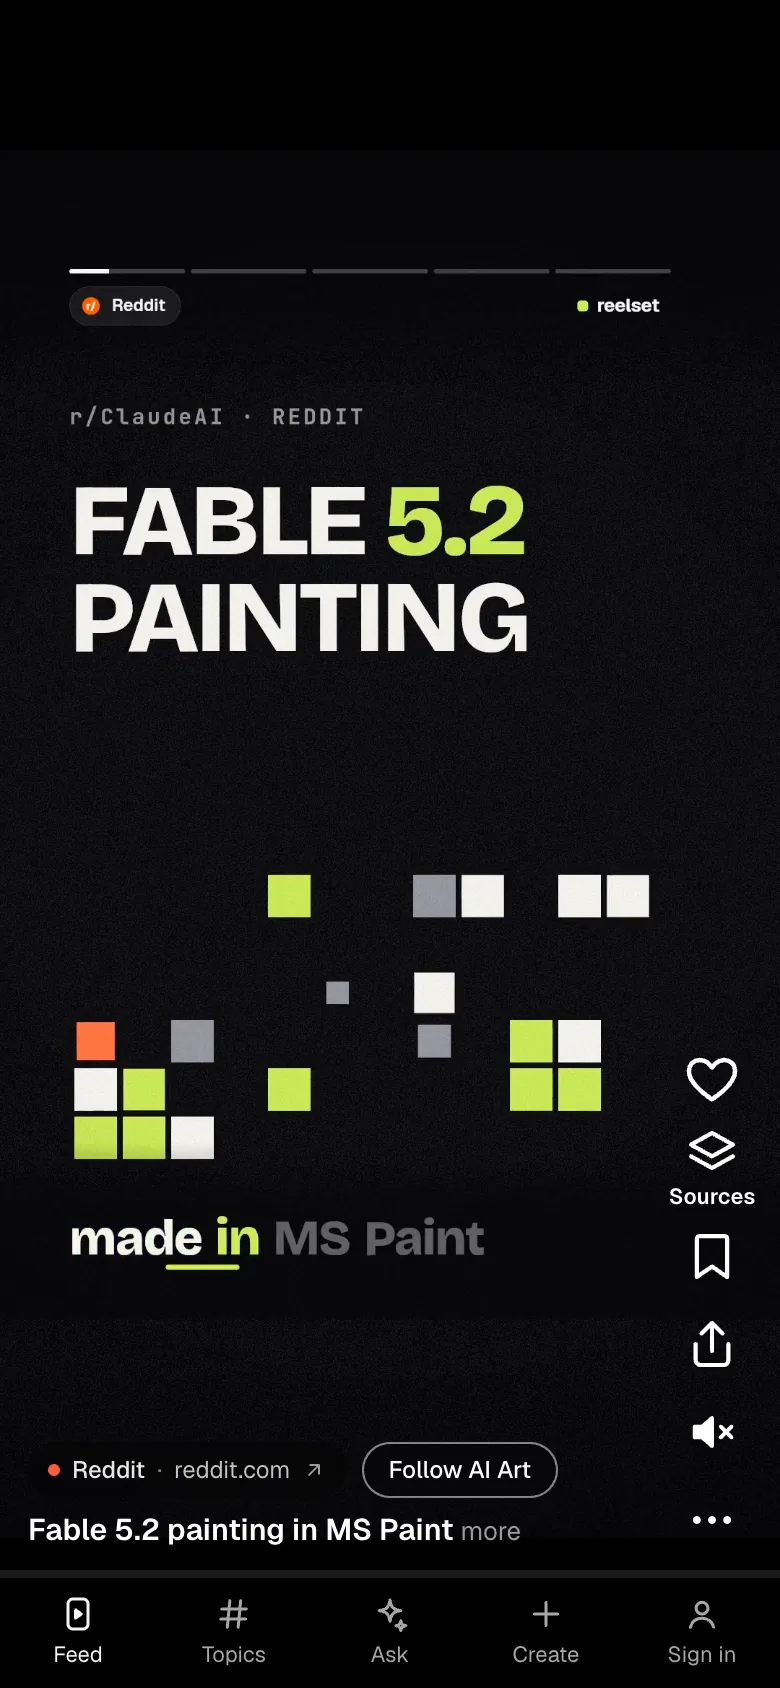 Reddit
reelset
r/ClaudeAI · REDDIT
FABLE 5.2
PAINTING
made in MS Paint
Sources
Reddit · reddit.com ↗
Follow AI Art
Fable 5.2 painting in MS Paint more
Feed
Topics
Ask
Create
Sign in